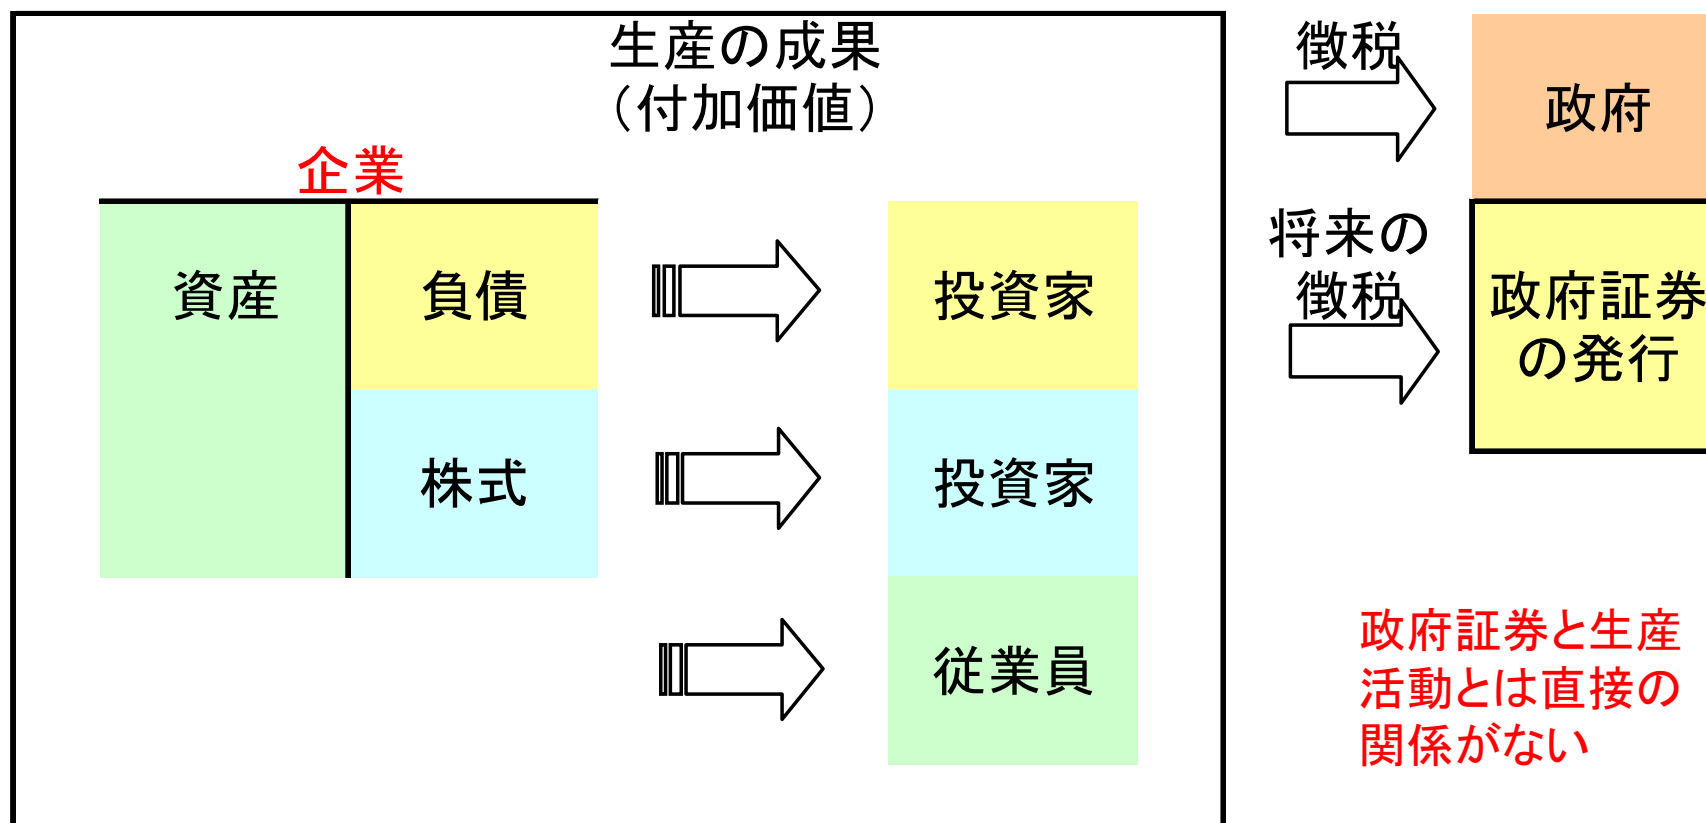 生産の成果
（付加価値）
企業
資産
負債
株式
投資家
投資家
従業員
徴税
政府
将来の
徴税
政府証券
の発行
政府証券と生産
活動とは直接の
関係がない